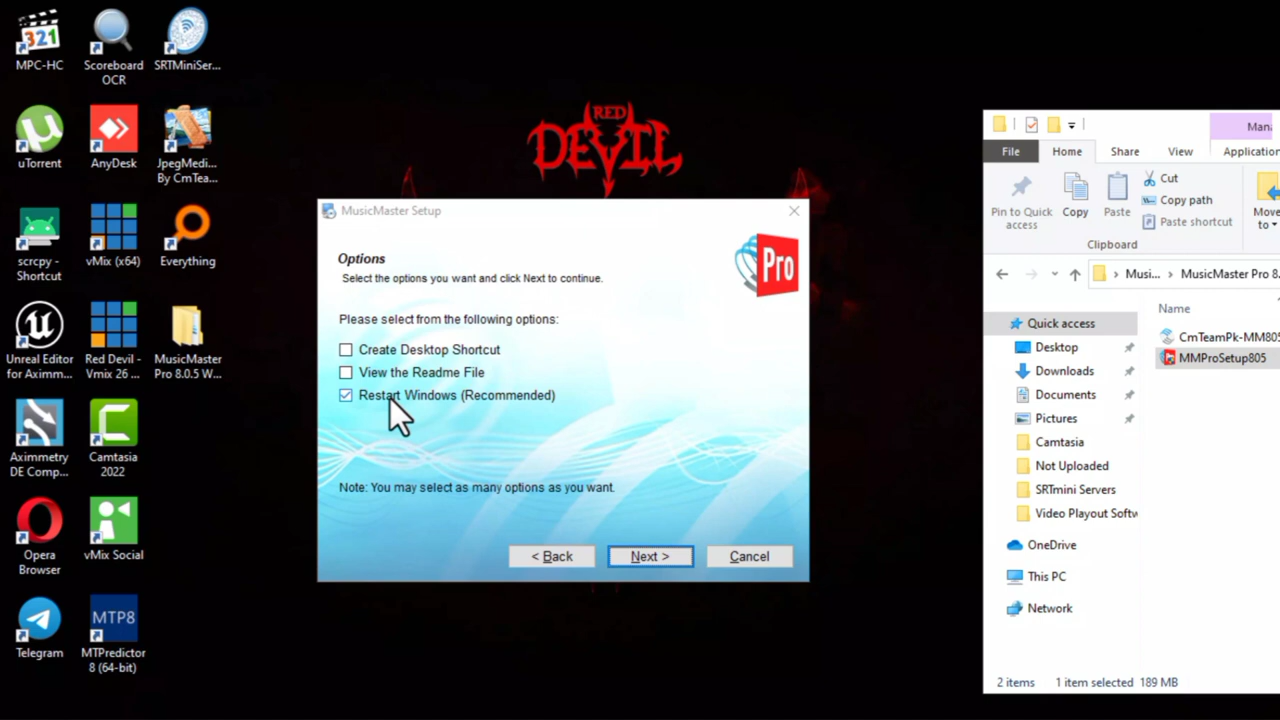 MPC-HC
Scoreboard
OCR
SRTMiniSer...
uTorrent
AnyDesk
JpegMedi...
By CmTea...
scrcpy -
Shortcut
vMix (x64)
Everything
Unreal Editor
for Aximm...
Red Devil -
Vmix 26 ...
MusicMaster
Pro 8.0.5 W...
Aximmetry
DE Comp...
Camtasia
2022
Opera
Browser
vMix Social
Telegram
MTP8
MTPredictor
8 (64-bit)
321
RED
DEVIL
MusicMaster Setup
Options
Select the options you want and click Next to continue.
Pro
Please select from the following options:
Create Desktop Shortcut
View the Readme File
Restart Windows (Recommended)
Note: You may select as many options as you want.
< Back
Next >
Cancel
Mana
File
Home
Share
View
Application
Pin to Quick
access
Copy
Paste
Cut
Copy path
Paste shortcut
Move
to
Clipboard
Musi... › MusicMaster Pro 8.
Name
Quick access
Desktop
Downloads
Documents
Pictures
Camtasia
Not Uploaded
SRTmini Servers
Video Playout Softw
OneDrive
This PC
Network
CmTeamPk-MM805
MMProSetup805
2 items
1 item selected 189 MB